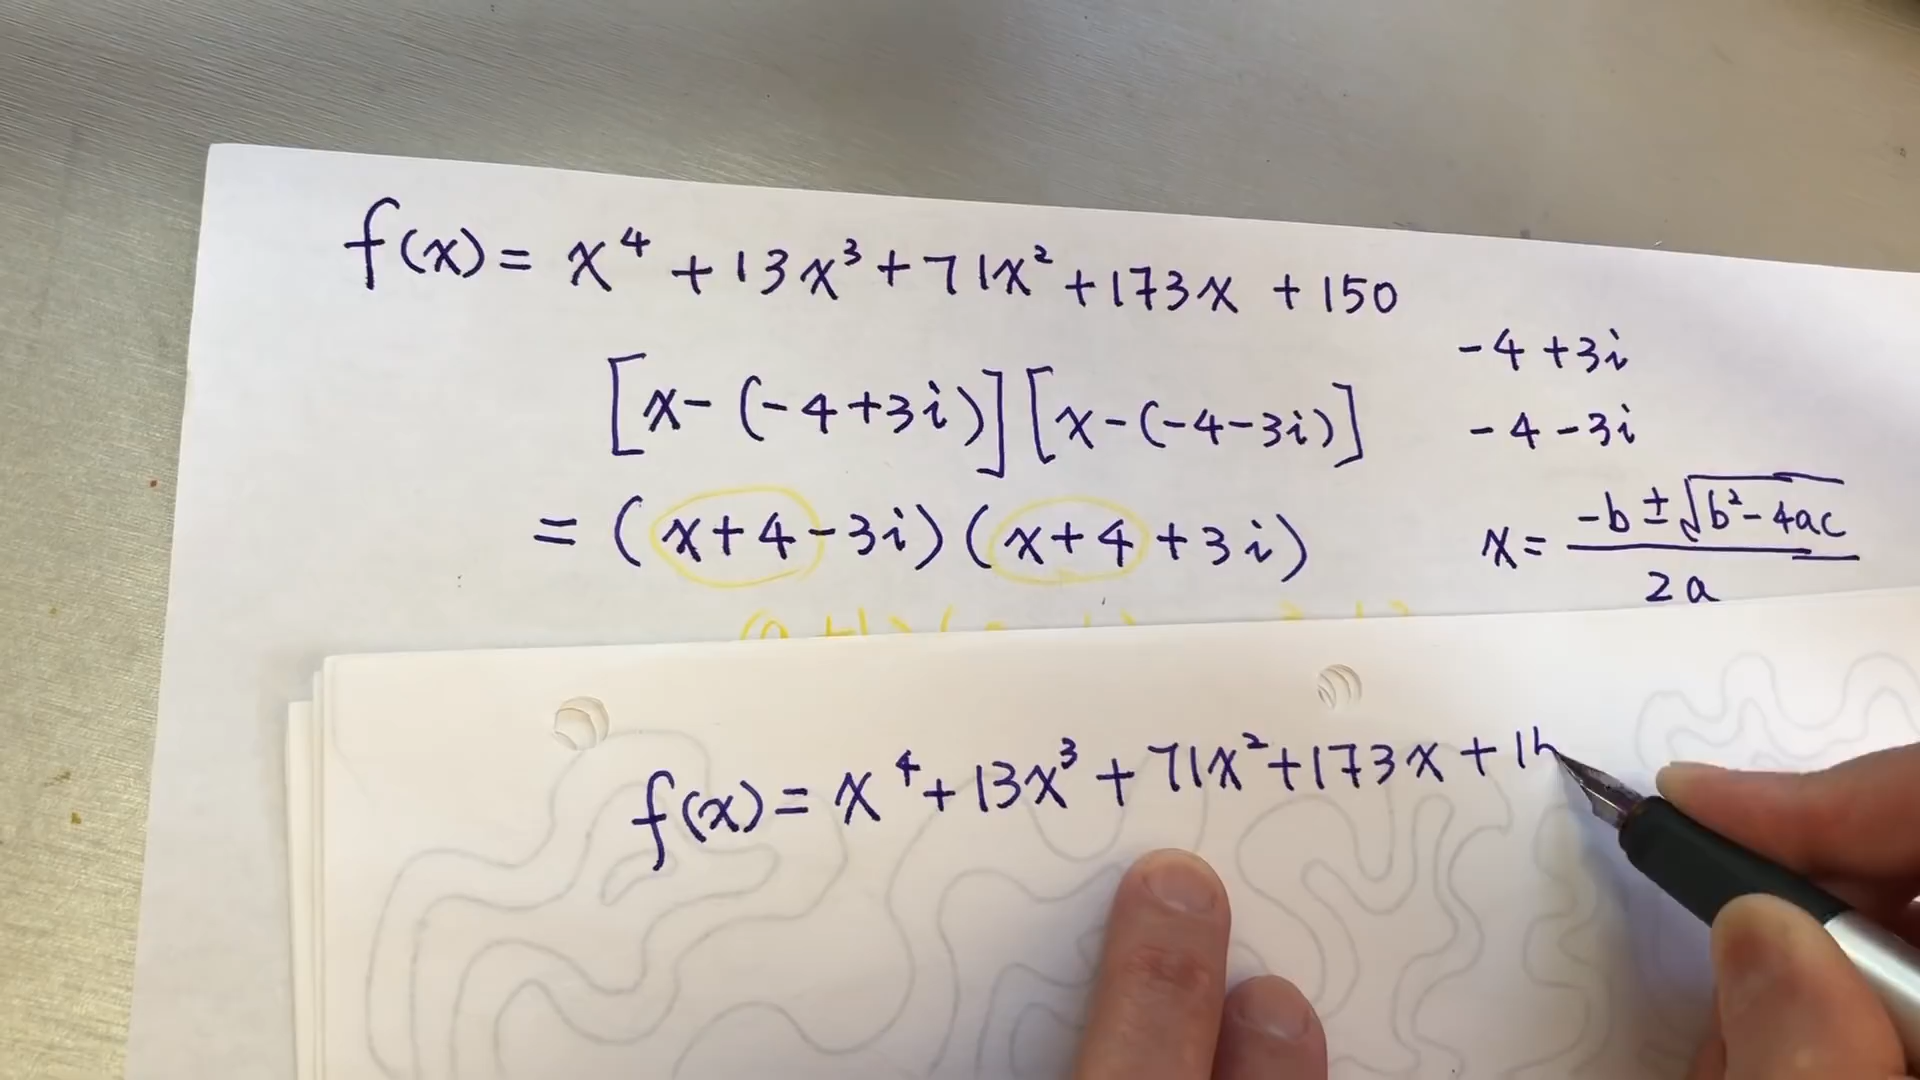 f(x) = x⁴ + 13x³ + 71x² + 173x + 150
-4 + 3i
[x - (-4 + 3i)] [x - (-4 - 3i)]
-4 - 3i
= (x + 4 - 3i) (x + 4 + 3i)
x = (-b ± √(b² - 4ac)) / 2a
f(x) = x⁴ + 13x³ + 71x² + 173x + 1